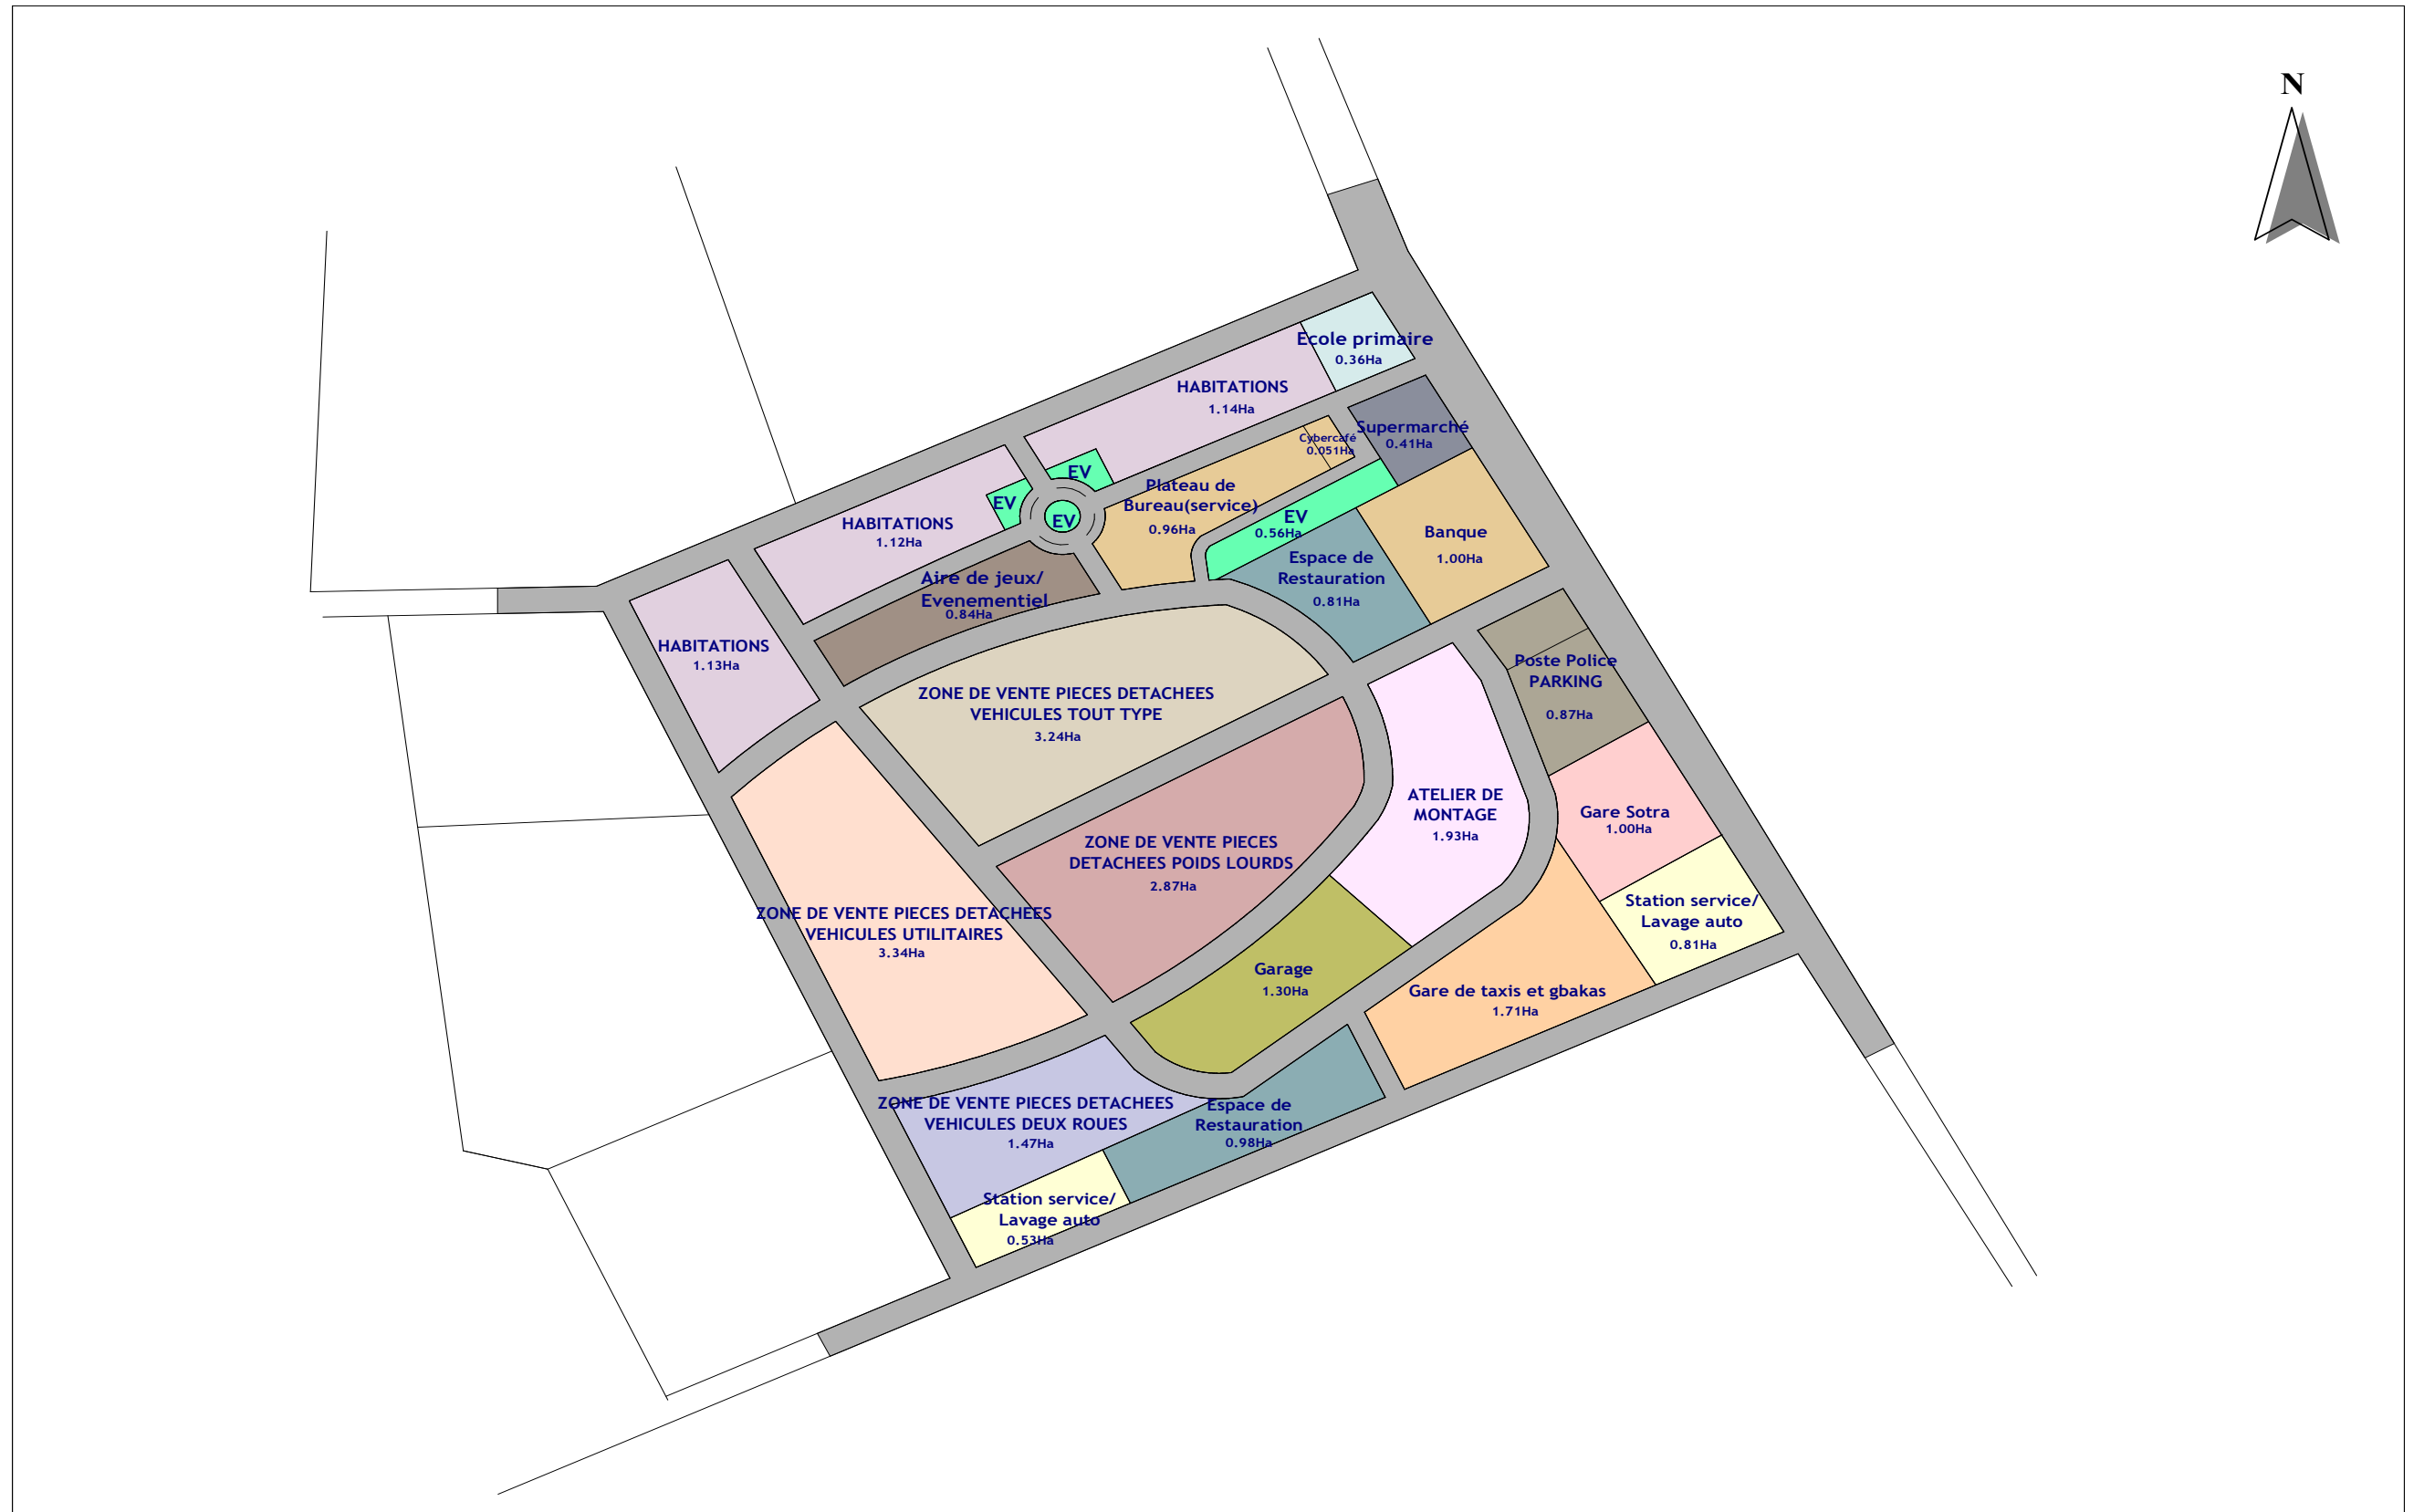 N
Ecole primaire
0.36Ha
HABITATIONS
1.14Ha
Supermarché
0.41Ha
Cybercafé
0.051Ha
EV
EV
EV
Plateau de
Bureau(service)
0.96Ha
EV
0.56Ha
HABITATIONS
1.12Ha
Banque
1.00Ha
Espace de
Restauration
0.81Ha
Aire de jeux/
Evenementiel
0.84Ha
HABITATIONS
1.13Ha
Poste Police
PARKING
0.87Ha
ZONE DE VENTE PIECES DETACHEES
VEHICULES TOUT TYPE
3.24Ha
ATELIER DE
MONTAGE
1.93Ha
Gare Sotra
1.00Ha
ZONE DE VENTE PIECES
DETACHEES POIDS LOURDS
2.87Ha
Station service/
Lavage auto
0.81Ha
ZONE DE VENTE PIECES DETACHEES
VEHICULES UTILITAIRES
3.34Ha
Garage
1.30Ha
Gare de taxis et gbakas
1.71Ha
ZONE DE VENTE PIECES DETACHEES
VEHICULES DEUX ROUES
1.47Ha
Espace de
Restauration
0.98Ha
Station service/
Lavage auto
0.53Ha